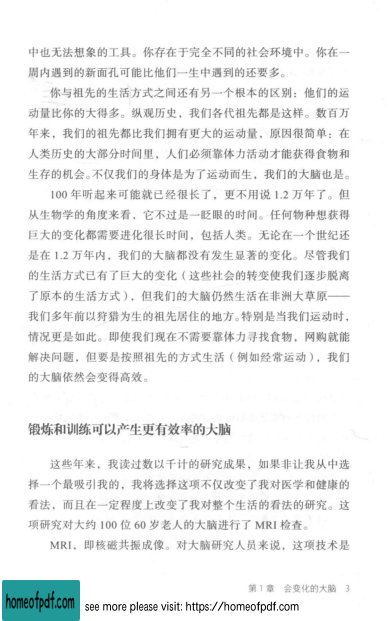 中也无法想象的工具。你存在于完全不同的社会环境中。你在一
周内遇到的新面孔可能比他们一生中遇到的还要多。
你与祖先的生活方式之间还有另一个根本的区别：他们的运
动量比你的大得多。纵观历史，我们各代祖先都是这样。数百万
年来，我们的祖先都比我们拥有更大的运动量，原因很简单：在
人类历史的大部分时间里，人们必须靠体力活动才能获得食物和
生存的机会。不仅我们的身体是为了运动而生，我们的大脑也是。
100 年听起来可能就已经很长了，更不用说 1.2 万年了。但
从生物学的角度来看，它不过是一眨眼的时间。任何物种想获得
巨大的变化都需要进化很长时间，包括人类。无论在一个世纪还
是在 1.2 万年内，我们的大脑都没有发生显著的变化。尽管我们
的生活方式已有了巨大的变化（这些社会的转变使我们逐步脱离
了原本的生活方式），但我们的大脑仍然生活在非洲大草原——
我们多年前以狩猎为生的祖先居住的地方。特别是当我们运动时，
情况更是如此。即使我们现在不需要靠体力寻找食物，网购就能
解决问题，但要是按照祖先的方式生活（例如经常运动），我们
的大脑依然会变得高效。
锻炼和训练可以产生更有效率的大脑
这些年来，我读过数以千计的研究成果，如果非让我从中选
择一个最吸引我的，我将选择这项不仅改变了我对医学和健康的
看法，而且在一定程度上改变了我对整个生活的看法的研究。这
项研究对大约 100 位 60 岁老人的大脑进行了 MRI 检查。
MRI，即核磁共振成像。对大脑研究人员来说，这项技术是
第 1 章 会变化的大脑 3
homeofpdf.com see more please visit: https://homeofpdf.com